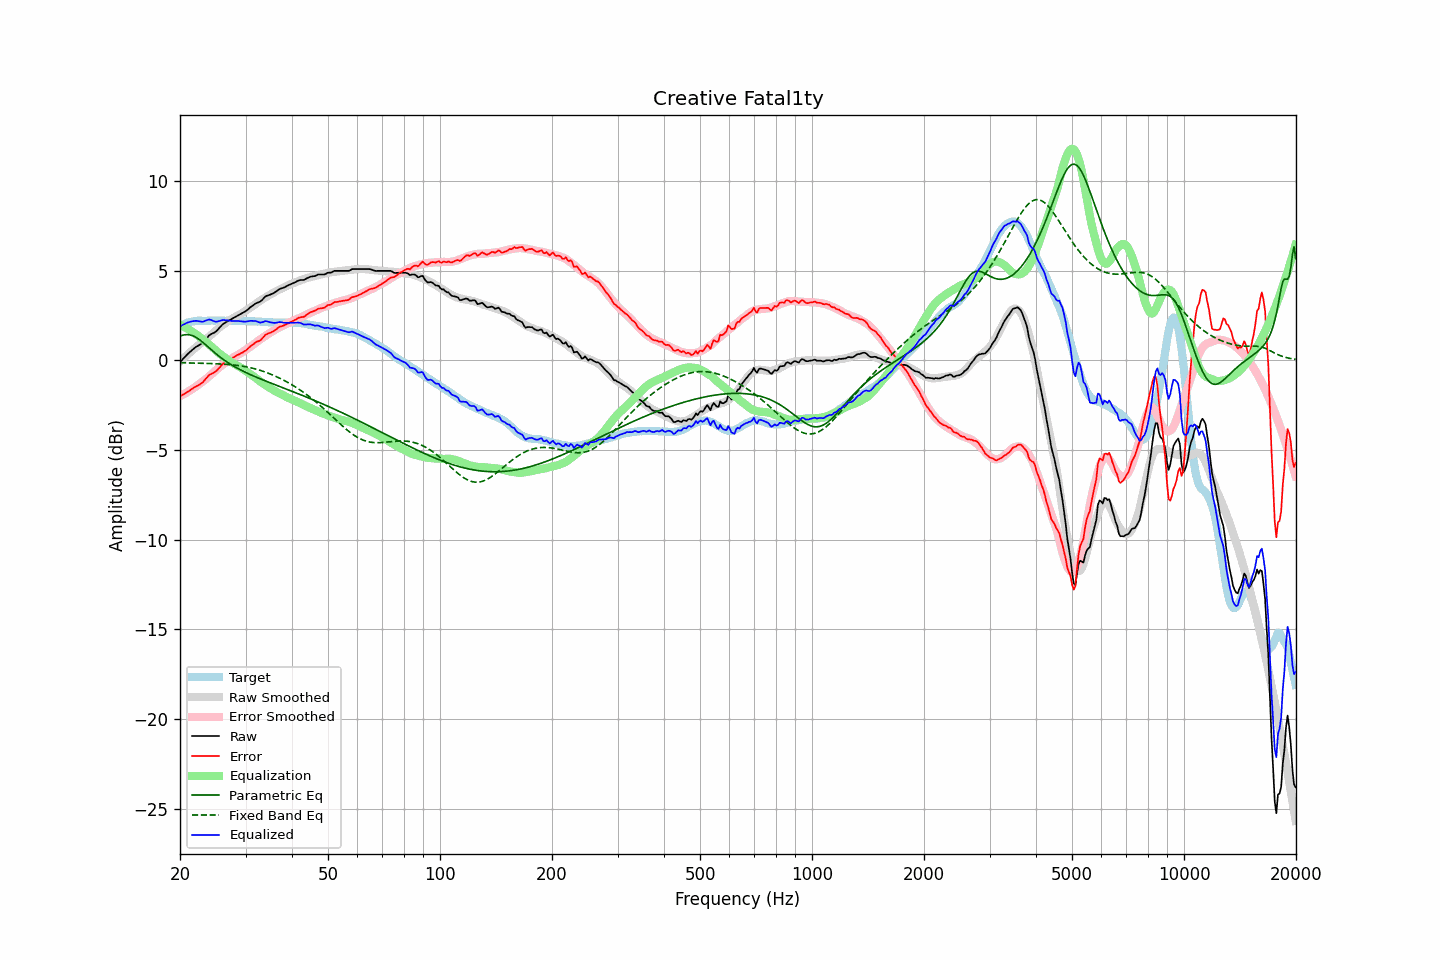 Creative Fatal1ty
10
5
0
−5
−10
−15
−20
−25
Amplitude (dBr)
Target
Raw Smoothed
Error Smoothed
Raw
Error
Equalization
Parametric Eq
Fixed Band Eq
Equalized
20 50 100 200 500 1000 2000 5000 10000 20000
Frequency (Hz)